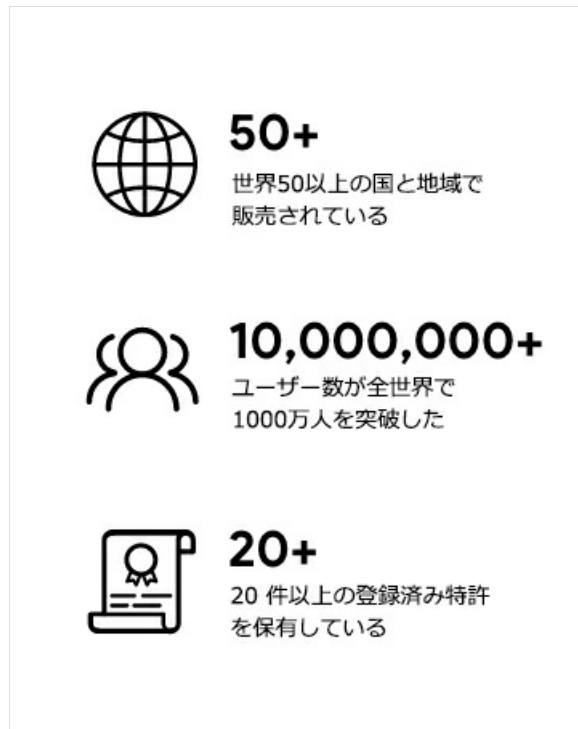 50+
世界50以上の国と地域で
販売されている
10,000,000+
ユーザー数が全世界で
1000万人を突破した
20+
20 件以上の登録済み特許
を保有している